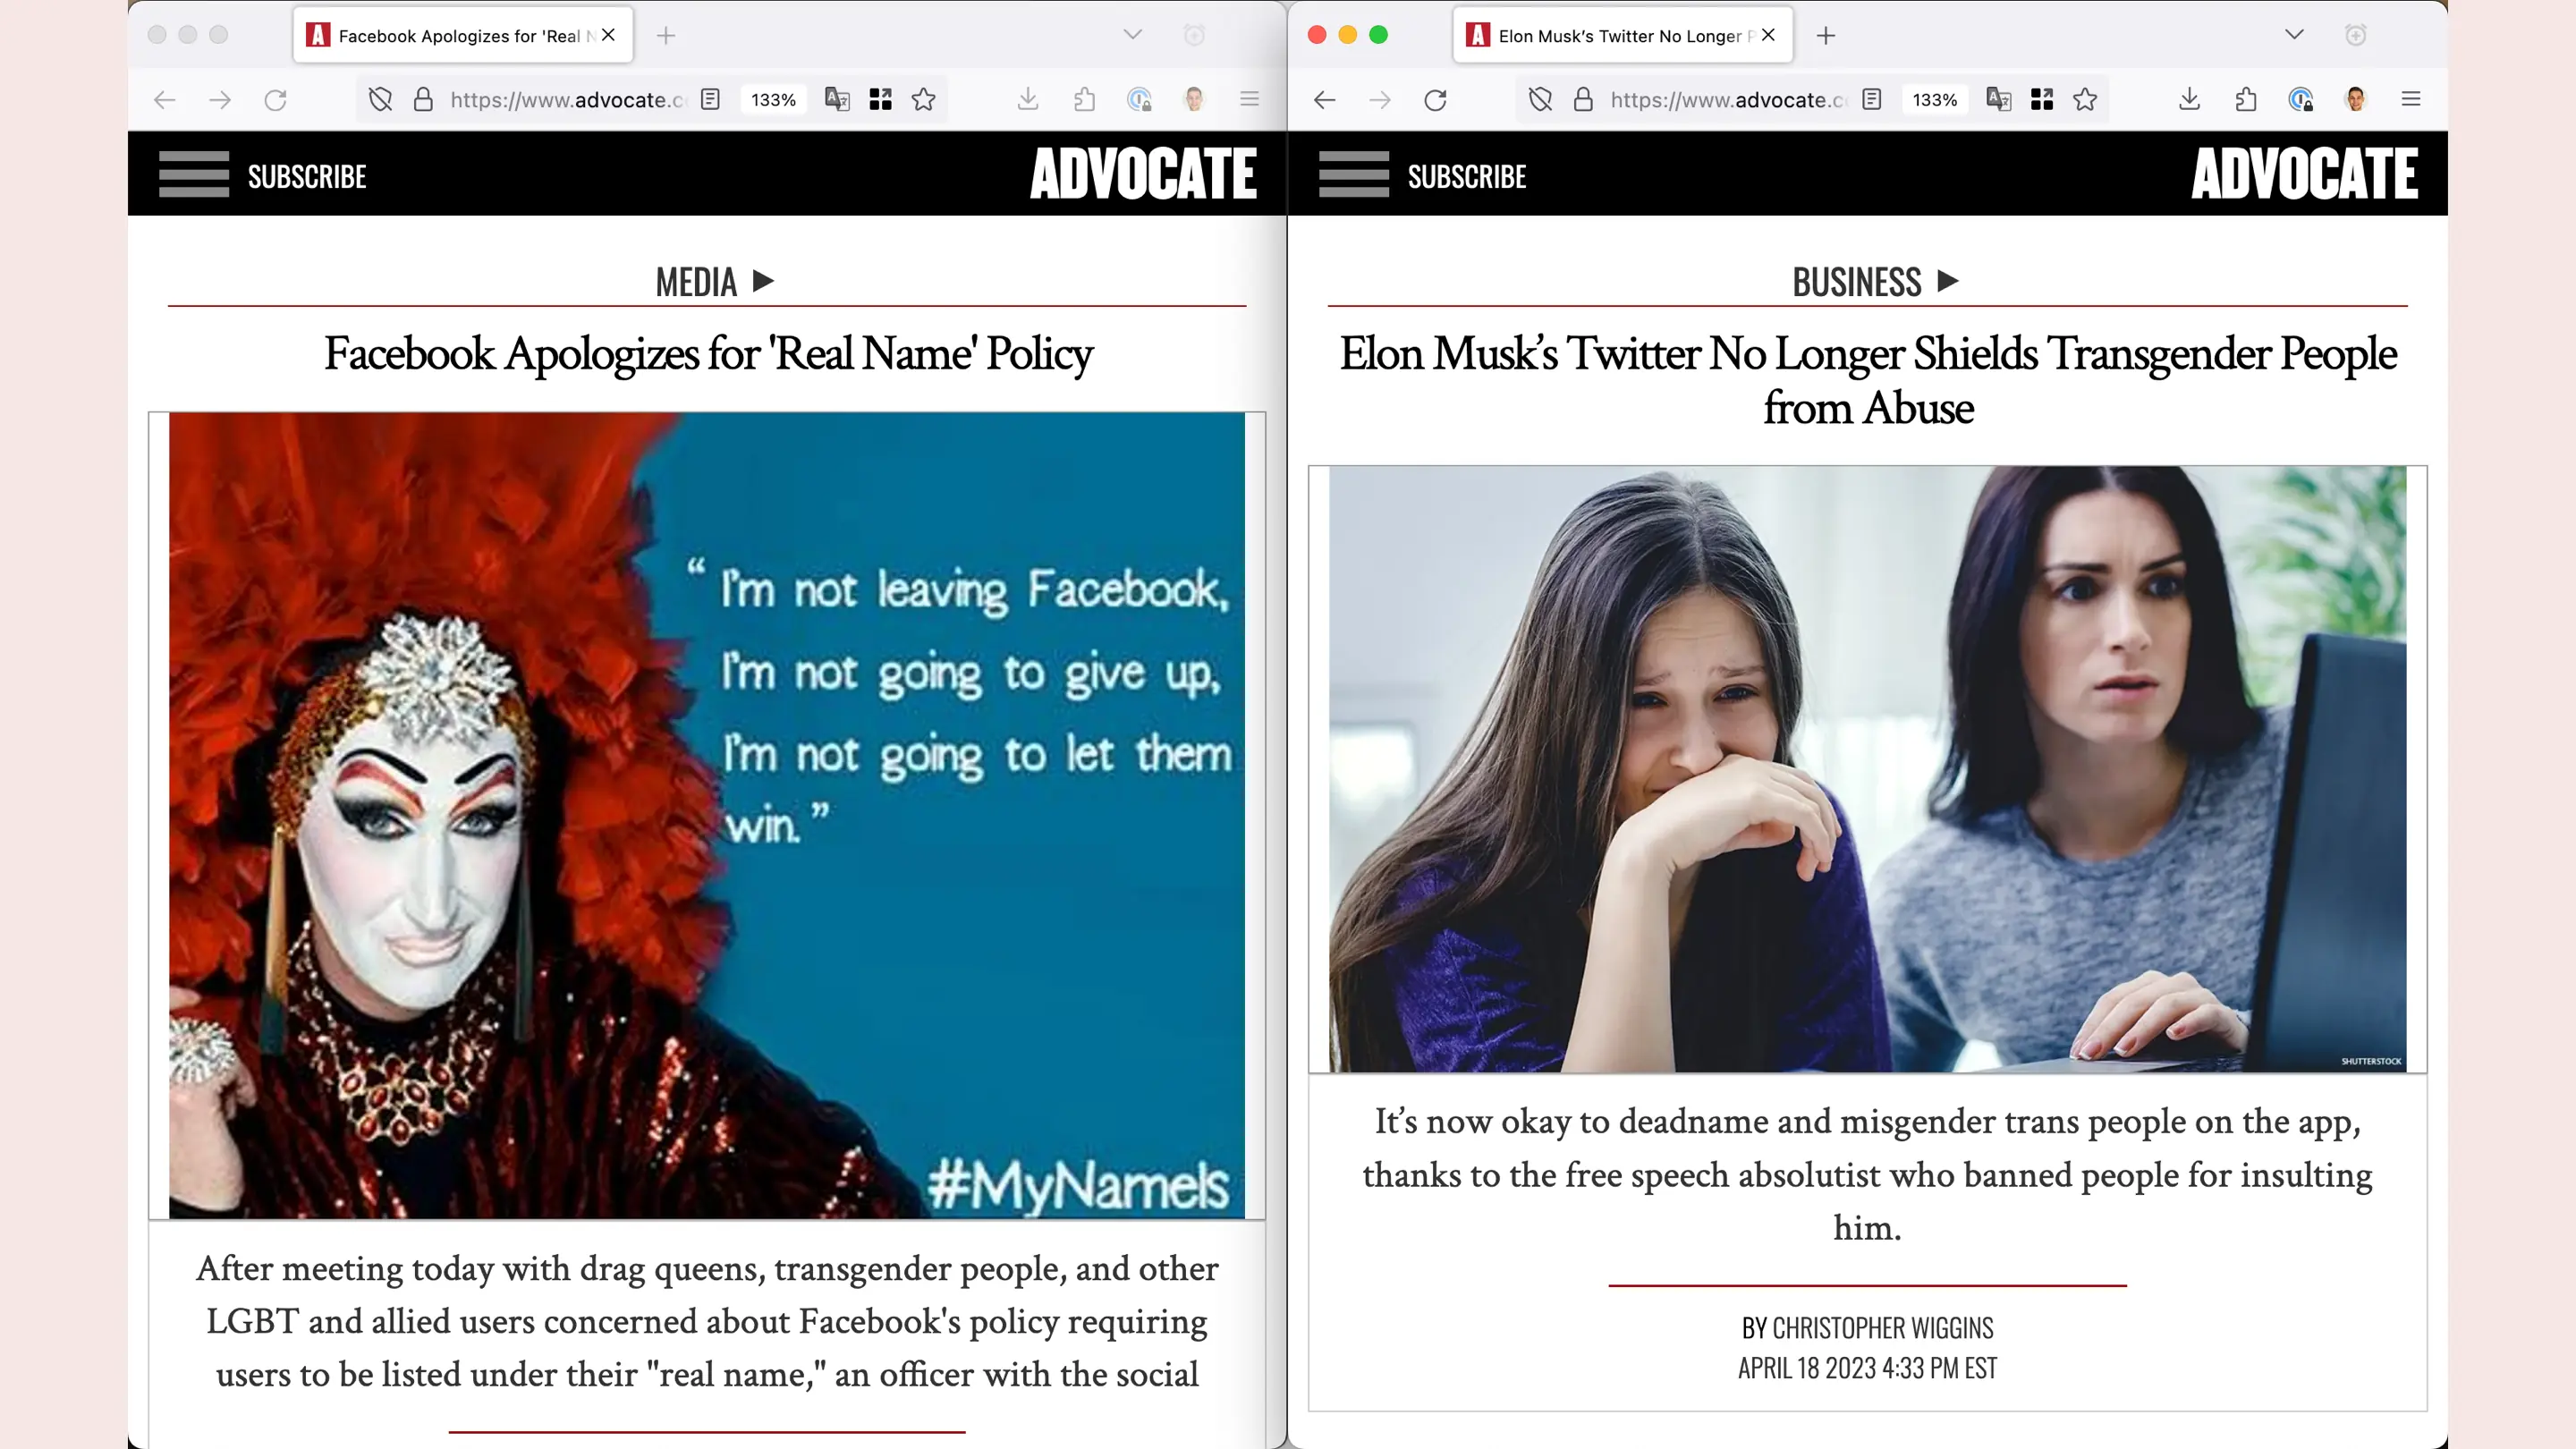 Facebook Apologizes for 'Real N
https://www.advocate.c
133%
SUBSCRIBE
ADVOCATE
MEDIA ►
Facebook Apologizes for 'Real Name' Policy
“ I'm not leaving Facebook,
I'm not going to give up,
I'm not going to let them
win. ”
#MyNameIs
After meeting today with drag queens, transgender people, and other
LGBT and allied users concerned about Facebook's policy requiring
users to be listed under their "real name," an officer with the social
Elon Musk’s Twitter No Longer P
https://www.advocate.c
133%
SUBSCRIBE
ADVOCATE
BUSINESS ►
Elon Musk’s Twitter No Longer Shields Transgender People
from Abuse
SHUTTERSTOCK
It’s now okay to deadname and misgender trans people on the app,
thanks to the free speech absolutist who banned people for insulting
him.
BY CHRISTOPHER WIGGINS
APRIL 18 2023 4:33 PM EST